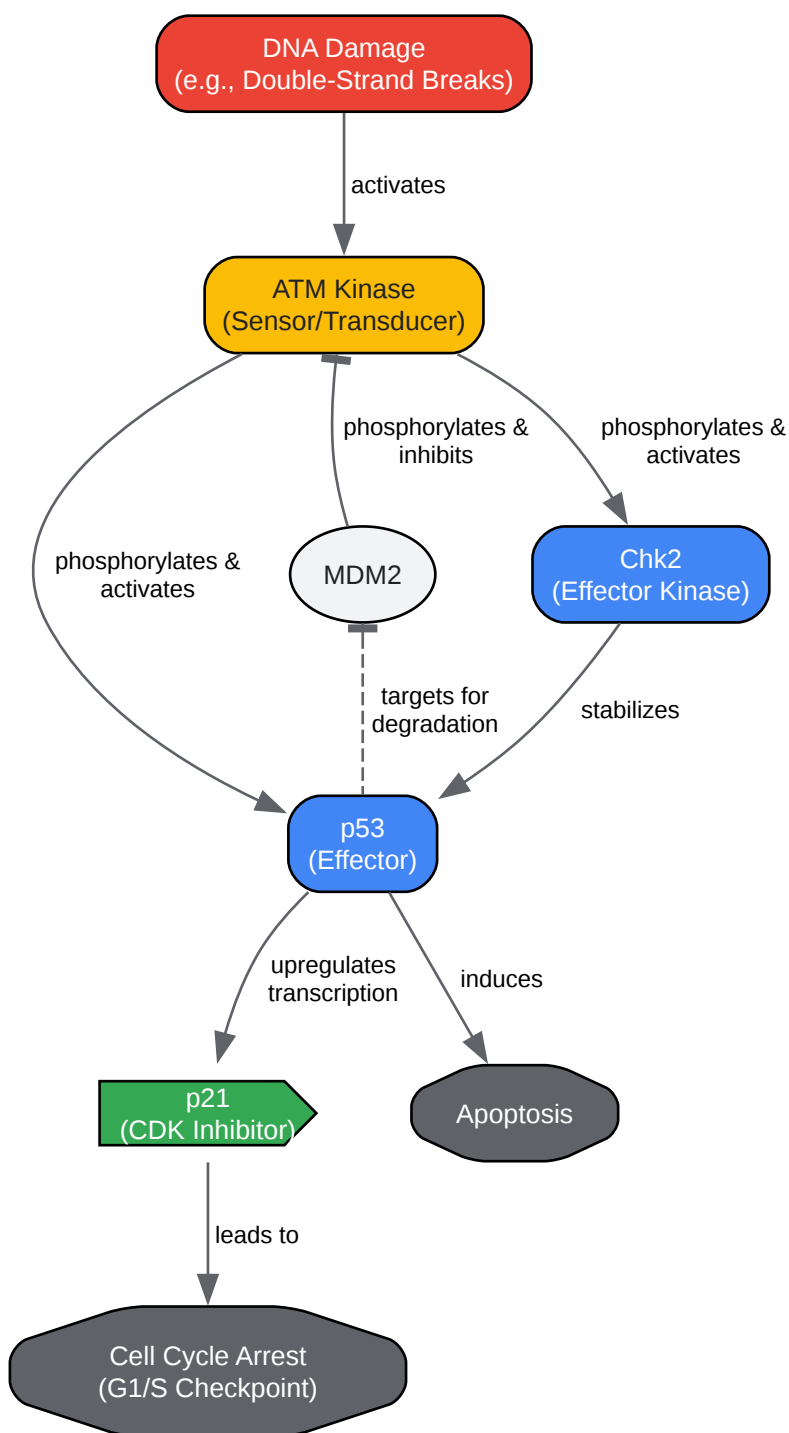 DNA Damage
(e.g., Double-Strand Breaks)
activates
ATM Kinase
(Sensor/Transducer)
phosphorylates &
inhibits
phosphorylates &
activates
phosphorylates &
activates
MDM2
Chk2
(Effector Kinase)
targets for
degradation
stabilizes
p53
(Effector)
upregulates
transcription
induces
p21
(CDK Inhibitor)
Apoptosis
leads to
Cell Cycle Arrest
(G1/S Checkpoint)